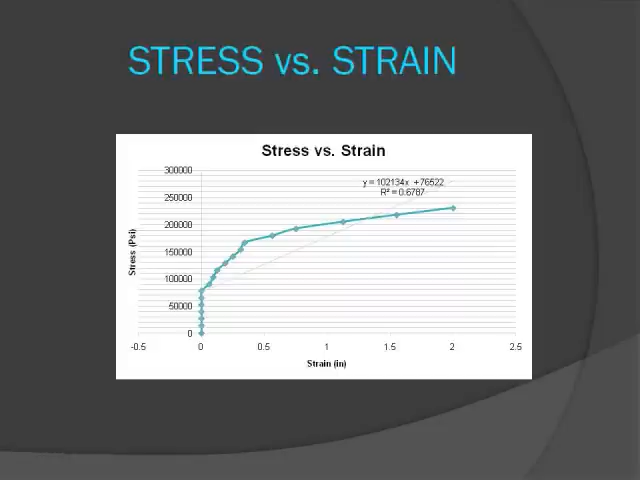 STRESS vs. STRAIN
Stress vs. Strain
y = 102134x + 76522
R² = 0.6787
300000
250000
200000
150000
100000
50000
0
Stress (Psi)
-0.5 0 0.5 1 1.5 2 2.5
Strain (in)